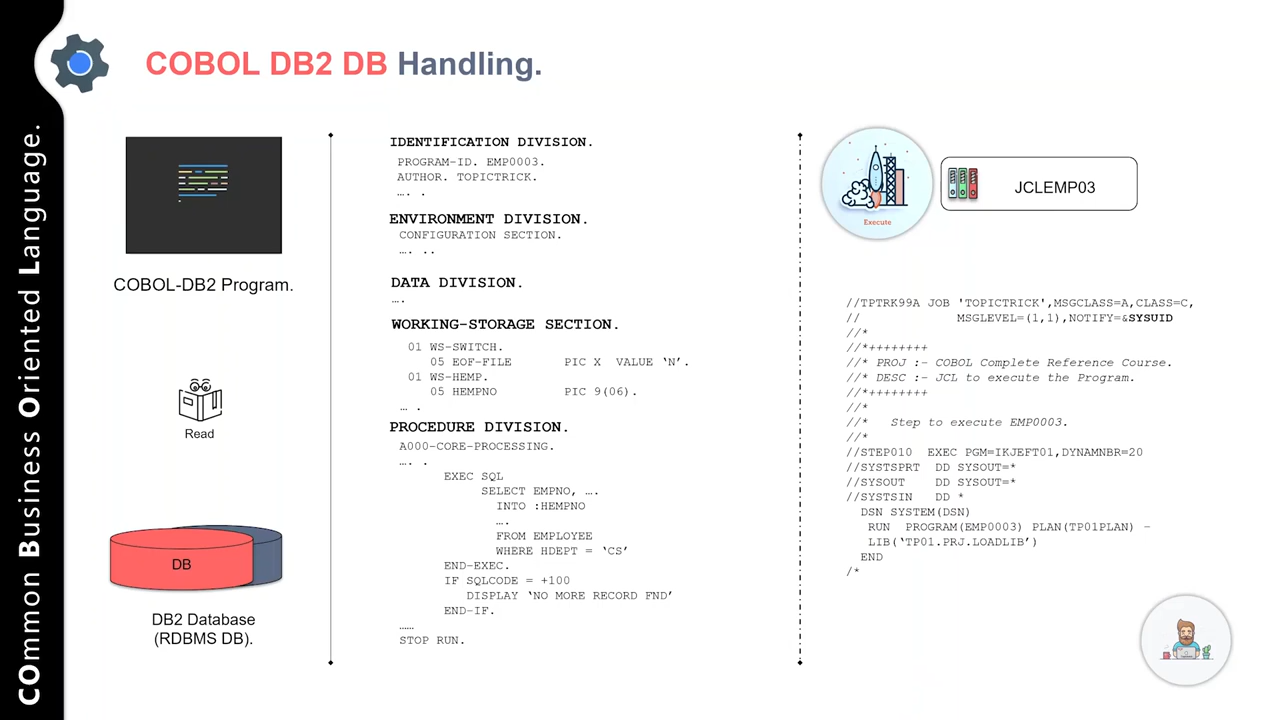 COmmon Business Oriented Language.
COBOL DB2 DB Handling.
COBOL-DB2 Program.
Read
DB
DB2 Database
(RDBMS DB).
IDENTIFICATION DIVISION.
PROGRAM-ID. EMP0003.
AUTHOR. TOPICTRICK.
…. .
ENVIRONMENT DIVISION.
CONFIGURATION SECTION.
…. ..
DATA DIVISION.
….
WORKING-STORAGE SECTION.
01 WS-SWITCH.
05 EOF-FILE PIC X VALUE ‘N’.
01 WS-HEMP.
05 HEMPNO PIC 9(06).
… .
PROCEDURE DIVISION.
A000-CORE-PROCESSING.
…. .
EXEC SQL
SELECT EMPNO, ….
INTO :HEMPNO
….
FROM EMPLOYEE
WHERE HDEPT = ‘CS’
END-EXEC.
IF SQLCODE = +100
DISPLAY ‘NO MORE RECORD FND’
END-IF.
……
STOP RUN.
Execute
JCLEMP03
//TPTRK99A JOB 'TOPICTRICK',MSGCLASS=A,CLASS=C,
// MSGLEVEL=(1,1),NOTIFY=&SYSUID
//*
//*++++++++
//* PROJ :- COBOL Complete Reference Course.
//* DESC :- JCL to execute the Program.
//*++++++++
//*
//* Step to execute EMP0003.
//*
//STEP010 EXEC PGM=IKJEFT01,DYNAMNBR=20
//SYSTSPRT DD SYSOUT=*
//SYSOUT DD SYSOUT=*
//SYSTSIN DD *
DSN SYSTEM(DSN)
RUN PROGRAM(EMP0003) PLAN(TP01PLAN) –
LIB(‘TP01.PRJ.LOADLIB’)
END
/*